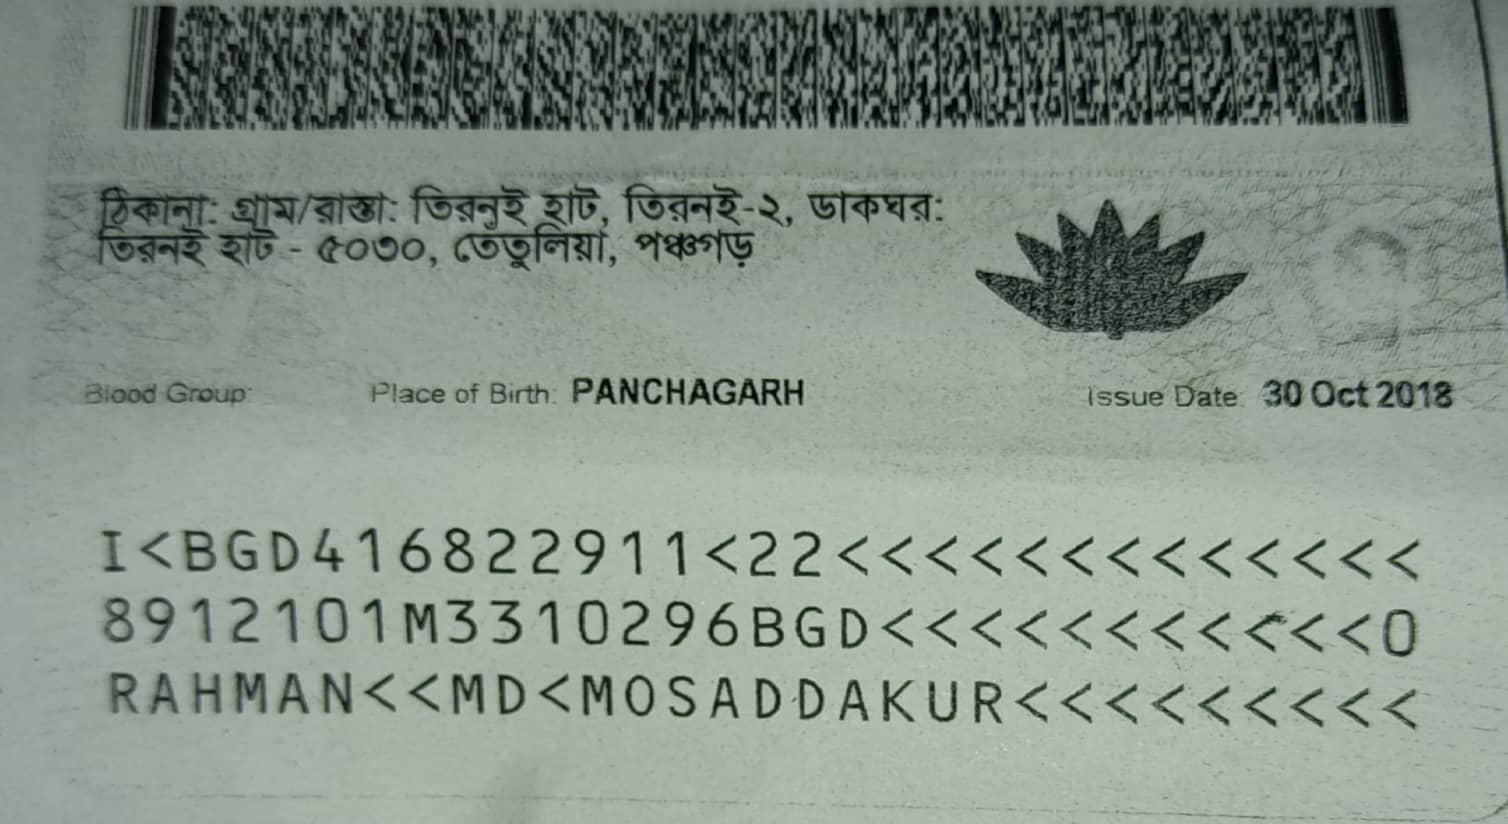 ঠিকানা: গ্রাম/রাস্তা: তিরনুই হাট, তিরনই-২, ডাকঘর:
তিরনই হাট - ৫০৩০, তেতুলিয়া, পঞ্চগড়
Blood Group: Place of Birth: PANCHAGARH Issue Date: 30 Oct 2018
I<BGD416822911<22<<<<<<<<<<<<<<
8912101M3310296BGD<<<<<<<<<<<<0
RAHMAN<<MD<MOSADDAKUR<<<<<<<<<